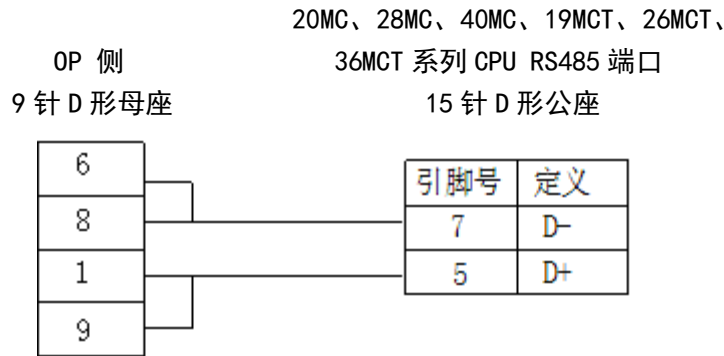 20MC、28MC、40MC、19MCT、26MCT、
OP 侧
36MCT 系列 CPU RS485 端口
9 针 D 形母座
15 针 D 形公座
6
引脚号 定义
8
7 D-
1
5 D+
9